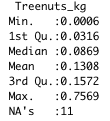 Treenuts_kg
Min.   :0.0006
1st Qu.:0.0316
Median :0.0869
Mean   :0.1308
3rd Qu.:0.1572
Max.   :0.7569
NA's   :11